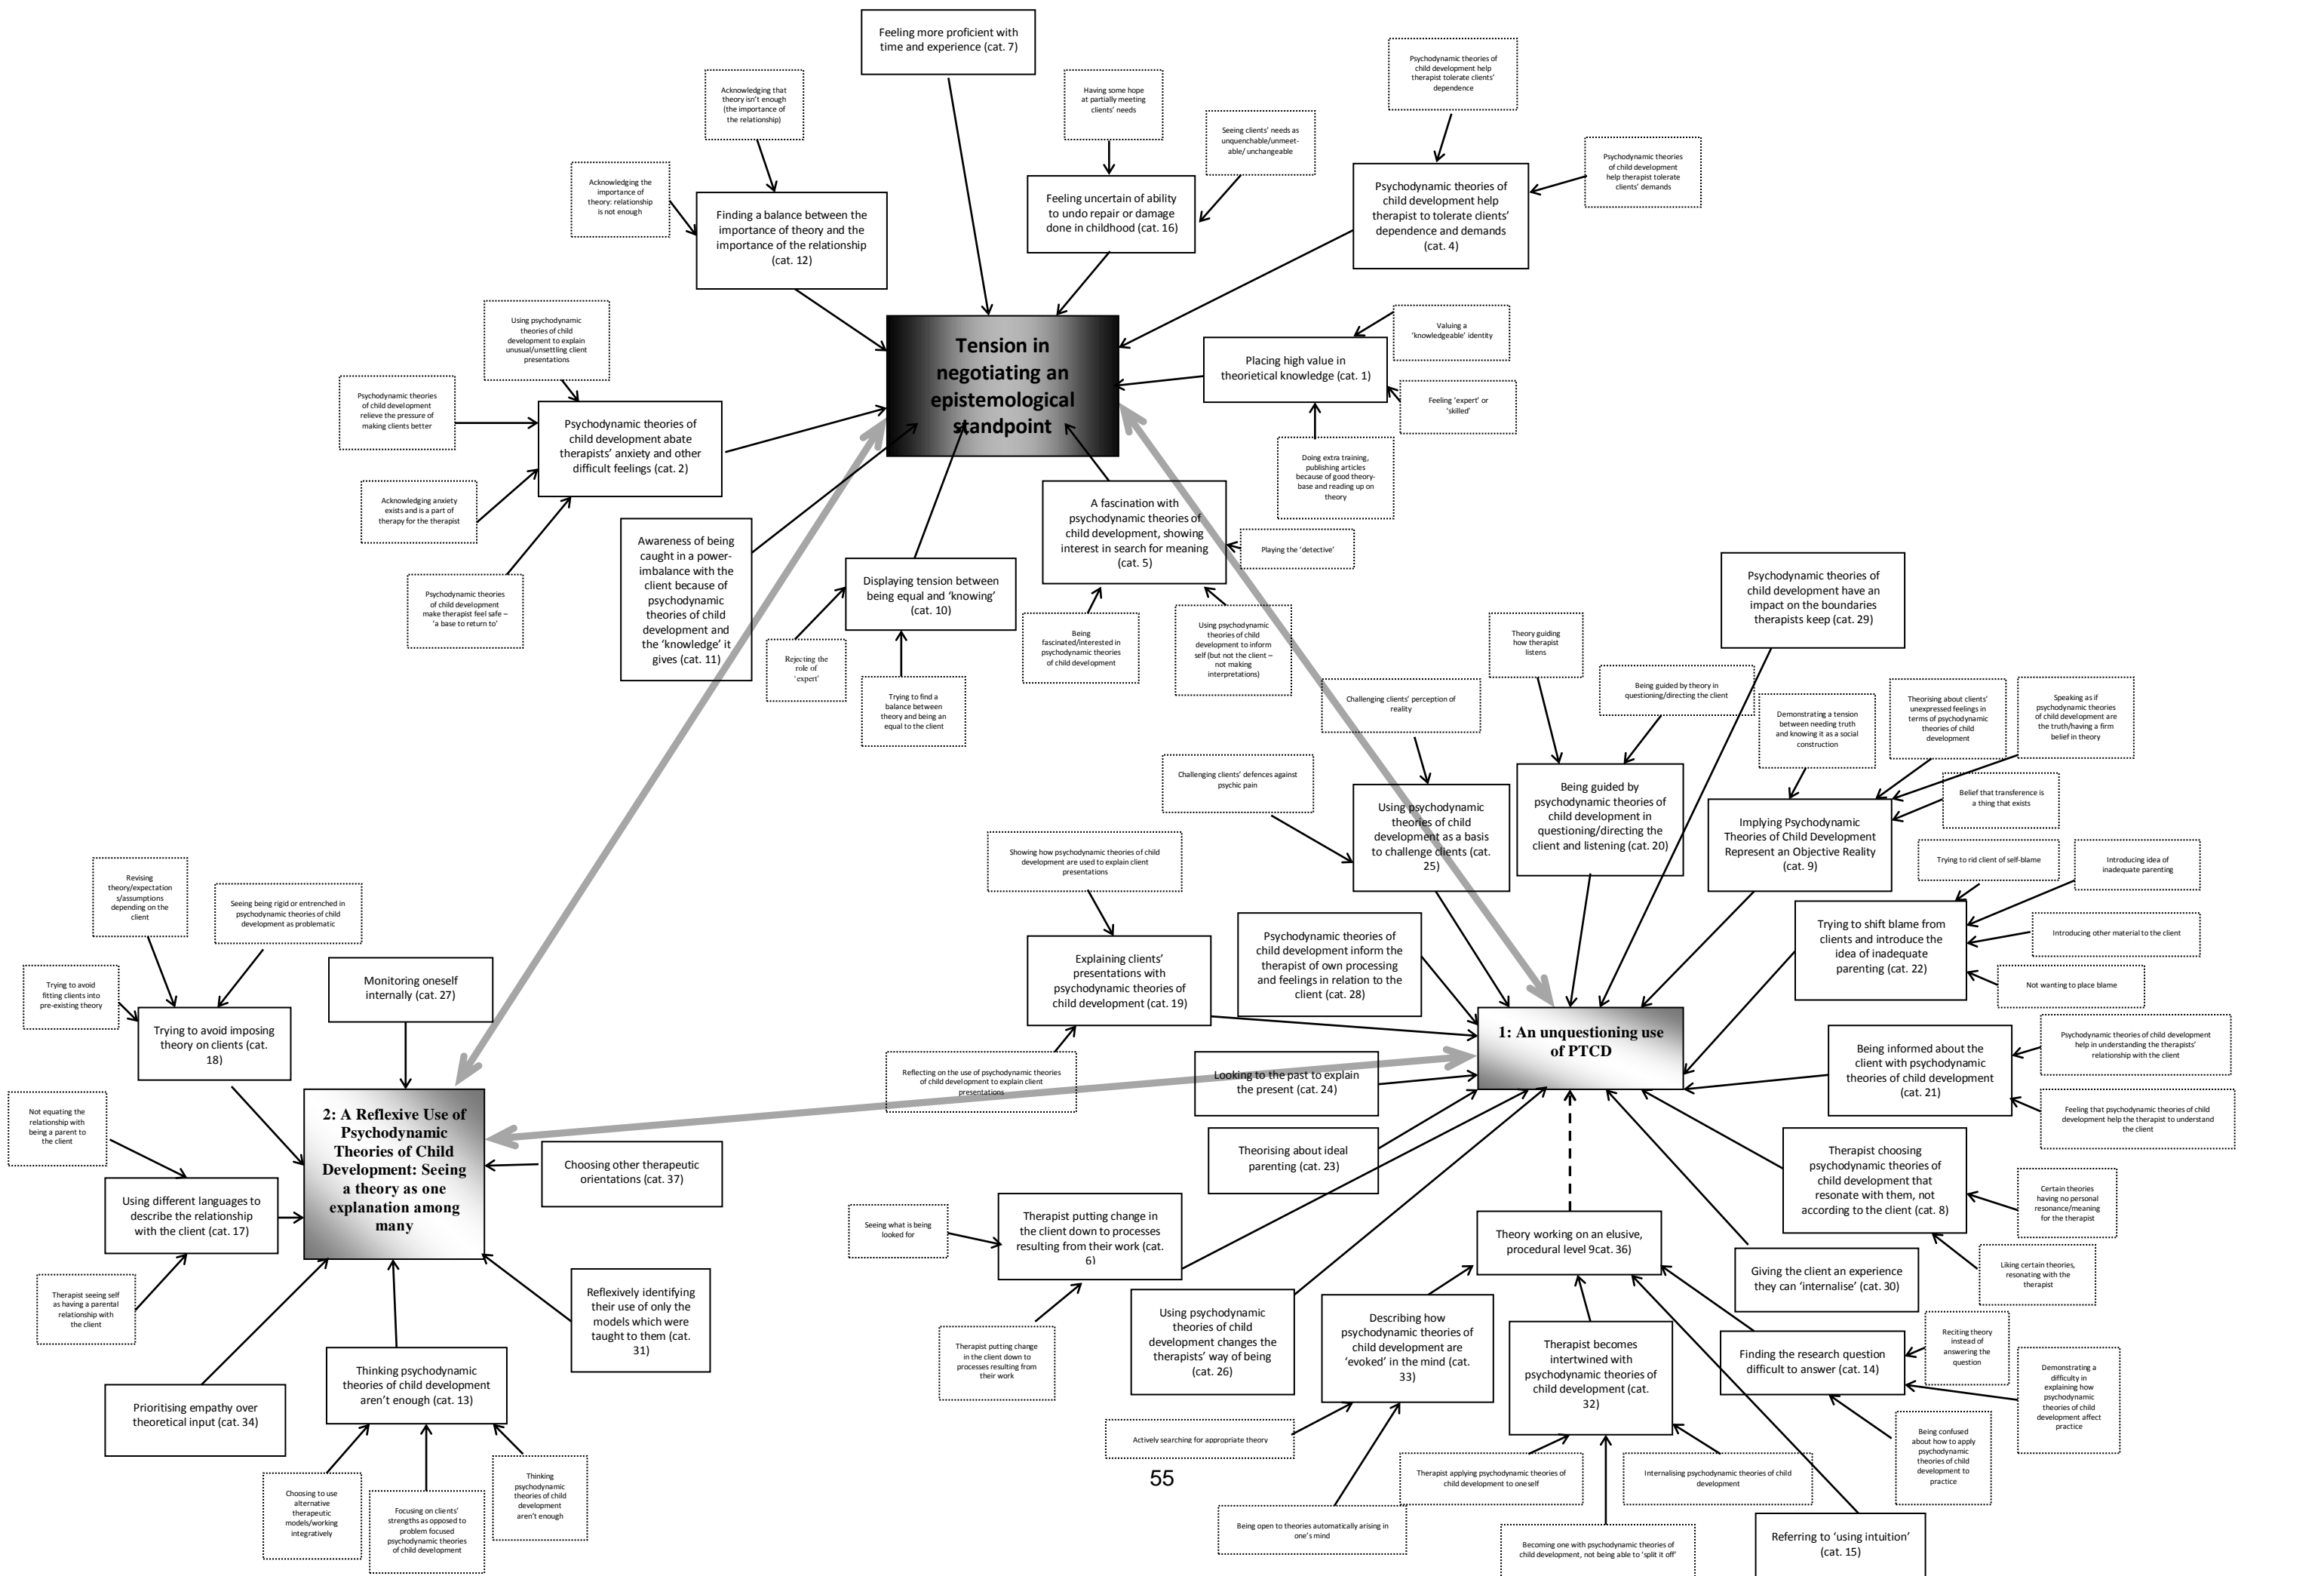 Feeling more proficient with
time and experience (cat. 7)
Psychodynamic theories of
child development help
therapist tolerate clients’
dependence
Acknowledging that
theory isn’t enough
(the importance of
the relationship)
Having some hope
at partially meeting
clients’ needs
Seeing clients’ needs as
unquenchable/unmeet-
able/ unchangeable
Psychodynamic theories
of child development
help therapist tolerate
clients’ demands
Acknowledging the
importance of
theory: relationship
is not enough
Finding a balance between the
importance of theory and the
importance of the relationship
(cat. 12)
Feeling uncertain of ability
to undo repair or damage
done in childhood (cat. 16)
Psychodynamic theories of
child development help
therapist to tolerate clients’
dependence and demands
(cat. 4)
Using psychodynamic
theories of child
development to explain
unusual/unsettling client
presentations
Tension in
negotiating an
epistemological
standpoint
Valuing a
‘knowledgeable’ identity
Placing high value in
theorietical knowledge (cat. 1)
Feeling ‘expert’ or
‘skilled’
Psychodynamic theories
of child development
relieve the pressure of
making clients better
Psychodynamic theories of
child development abate
therapists’ anxiety and other
difficult feelings (cat. 2)
Doing extra training,
publishing articles
because of good theory-
base and reading up on
theory
Acknowledging anxiety
exists and is a part of
therapy for the therapist
A fascination with
psychodynamic theories of
child development, showing
interest in search for meaning
(cat. 5)
Playing the ‘detective’
Awareness of being
caught in a power-
imbalance with the
client because of
psychodynamic
theories of child
development and
the ‘knowledge’ it
gives (cat. 11)
Psychodynamic theories
of child development
make therapist feel safe –
‘a base to return to’
Displaying tension between
being equal and ‘knowing’
(cat. 10)
Psychodynamic theories of
child development have an
impact on the boundaries
therapists keep (cat. 29)
Rejecting the
role of
‘expert’
Being
fascinated/interested in
psychodynamic theories
of child development
Using psychodynamic
theories of child
development to inform
self (but not the client –
not making
interpretations)
Theory guiding
how therapist
listens
Trying to find a
balance between
theory and being an
equal to the client
Challenging clients’ perception of
reality
Being guided by theory in
questioning/directing the client
Demonstrating a tension
between needing truth
and knowing it as a social
construction
Theorising about clients’
unexpressed feelings in
terms of psychodynamic
theories of child
development
Speaking as if
psychodynamic theories
of child development are
the truth/having a firm
belief in theory
Challenging clients’ defences against
psychic pain
Using psychodynamic
theories of child
development as a basis
to challenge clients (cat.
25)
Being guided by
psychodynamic theories of
child development in
questioning/directing the
client and listening (cat. 20)
Belief that transference is
a thing that exists
Implying Psychodynamic
Theories of Child Development
Represent an Objective Reality
(cat. 9)
Showing how psychodynamic theories of child
development are used to explain client
presentations
Trying to rid client of self-blame
Introducing idea of
inadequate parenting
Revising
theory/expectation
s/assumptions
depending on the
client
Seeing being rigid or entrenched in
psychodynamic theories of child
development as problematic
Trying to shift blame from
clients and introduce the
idea of inadequate
parenting (cat. 22)
Introducing other material to the client
Psychodynamic theories of
child development inform the
therapist of own processing
and feelings in relation to the
client (cat. 28)
Explaining clients’
presentations with
psychodynamic theories of
child development (cat. 19)
Monitoring oneself
internally (cat. 27)
Trying to avoid
fitting clients into
pre-existing theory
Not wanting to place blame
Trying to avoid imposing
theory on clients (cat.
18)
1: An unquestioning use
of PTCD
Being informed about the
client with psychodynamic
theories of child development
(cat. 21)
Psychodynamic theories of child development
help in understanding the therapists’
relationship with the client
Reflecting on the use of psychodynamic theories
of child development to explain client
presentations
Looking to the past to explain
the present (cat. 24)
Not equating the
relationship with
being a parent to
the client
2: A Reflexive Use of
Psychodynamic
Theories of Child
Development: Seeing
a theory as one
explanation among
many
Feeling that psychodynamic theories of child
development help the therapist to understand
the client
Choosing other therapeutic
orientations (cat. 37)
Theorising about ideal
parenting (cat. 23)
Therapist choosing
psychodynamic theories of
child development that
resonate with them, not
according to the client (cat. 8)
Using different languages to
describe the relationship
with the client (cat. 17)
Certain theories
having no personal
resonance/meaning
for the therapist
Seeing what is being
looked for
Therapist putting change in
the client down to processes
resulting from their work (cat.
6)
Theory working on an elusive,
procedural level 9cat. 36)
Liking certain theories,
resonating with the
therapist
Giving the client an experience
they can ‘internalise’ (cat. 30)
Therapist seeing self
as having a parental
relationship with
the client
Reflexively identifying
their use of only the
models which were
taught to them (cat.
31)
Using psychodynamic
theories of child
development changes the
therapists’ way of being
(cat. 26)
Describing how
psychodynamic theories of
child development are
‘evoked’ in the mind (cat.
33)
Therapist becomes
intertwined with
psychodynamic theories of
child development (cat.
32)
Finding the research question
difficult to answer (cat. 14)
Reciting theory
instead of
answering the
question
Therapist putting change
in the client down to
processes resulting from
their work
Thinking psychodynamic
theories of child development
aren’t enough (cat. 13)
Demonstrating a
difficulty in
explaining how
psychodynamic
theories of child
development affect
practice
Prioritising empathy over
theoretical input (cat. 34)
Actively searching for appropriate theory
Being confused
about how to apply
psychodynamic
theories of child
development to
practice
Choosing to use
alternative
therapeutic
models/working
integratively
Focusing on clients’
strengths as opposed to
problem focused
psychodynamic theories
of child development
Thinking
psychodynamic
theories of child
development
aren’t enough
55
Therapist applying psychodynamic theories of
child development to oneself
Internalising psychodynamic theories of child
development
Being open to theories automatically arising in
one’s mind
Becoming one with psychodynamic theories of
child development, not being able to ‘split it off’
Referring to ‘using intuition’
(cat. 15)